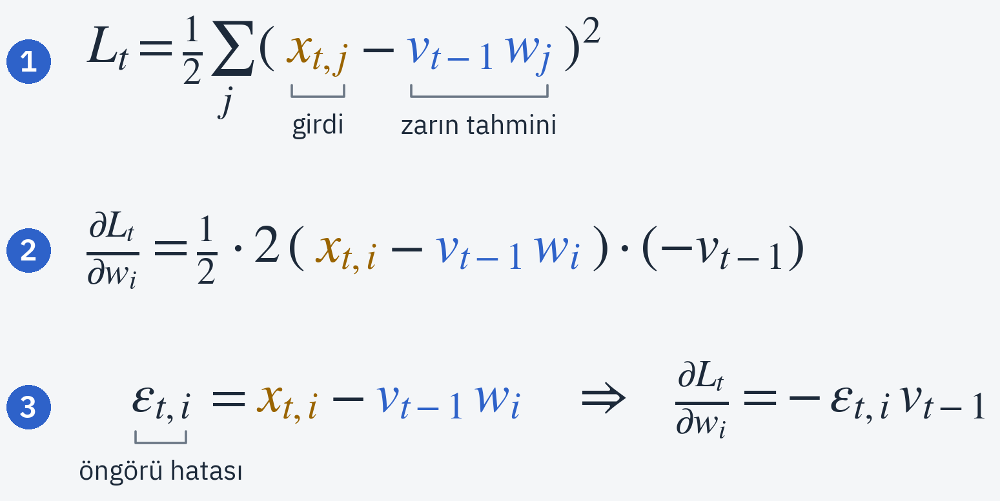 1 L_t = 1/2 ∑_j ( x_{t,j} − v_{t−1} w_j )²
girdi zarın tahmini
2 ∂L_t/∂w_i = 1/2 · 2 ( x_{t,i} − v_{t−1} w_i ) · (−v_{t−1})
3 ε_{t,i} = x_{t,i} − v_{t−1} w_i ⇒ ∂L_t/∂w_i = − ε_{t,i} v_{t−1}
öngörü hatası